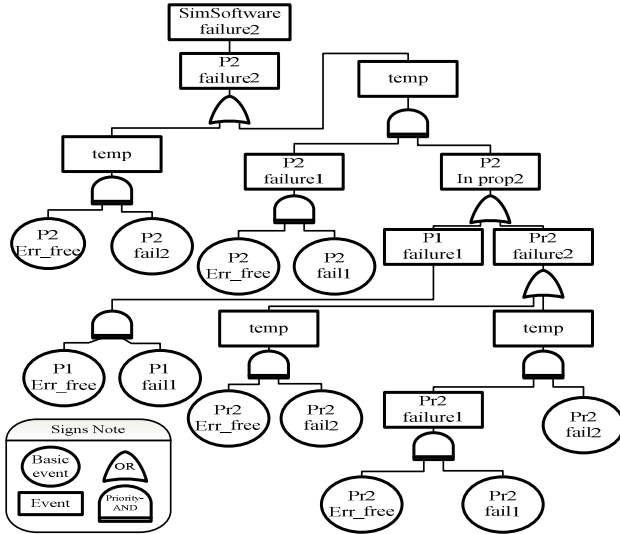 SimSoftware
failure2
P2
failure2
temp
temp
P2
failure1
P2
In prop2
P2
Err_free
P2
fail2
P2
Err_free
P2
fail1
P1
failure1
Pr2
failure2
temp
temp
P1
Err_free
P1
fail1
Pr2
Err_free
Pr2
fail2
Pr2
failure1
Pr2
fail2
Pr2
Err_free
Pr2
fail1
Signs Note
Basic
event
OR
Event
Priority-
AND